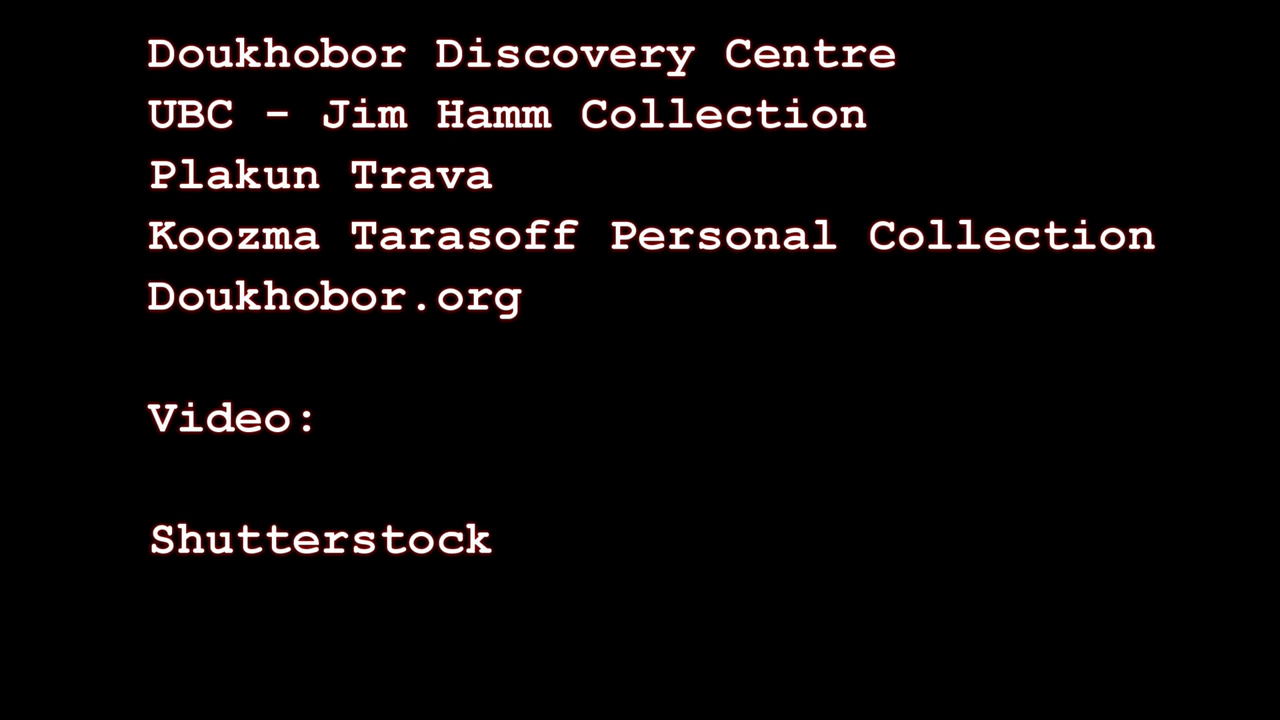 Doukhobor Discovery Centre
UBC - Jim Hamm Collection
Plakun Trava
Koozma Tarasoff Personal Collection
Doukhobor.org
Video:
Shutterstock